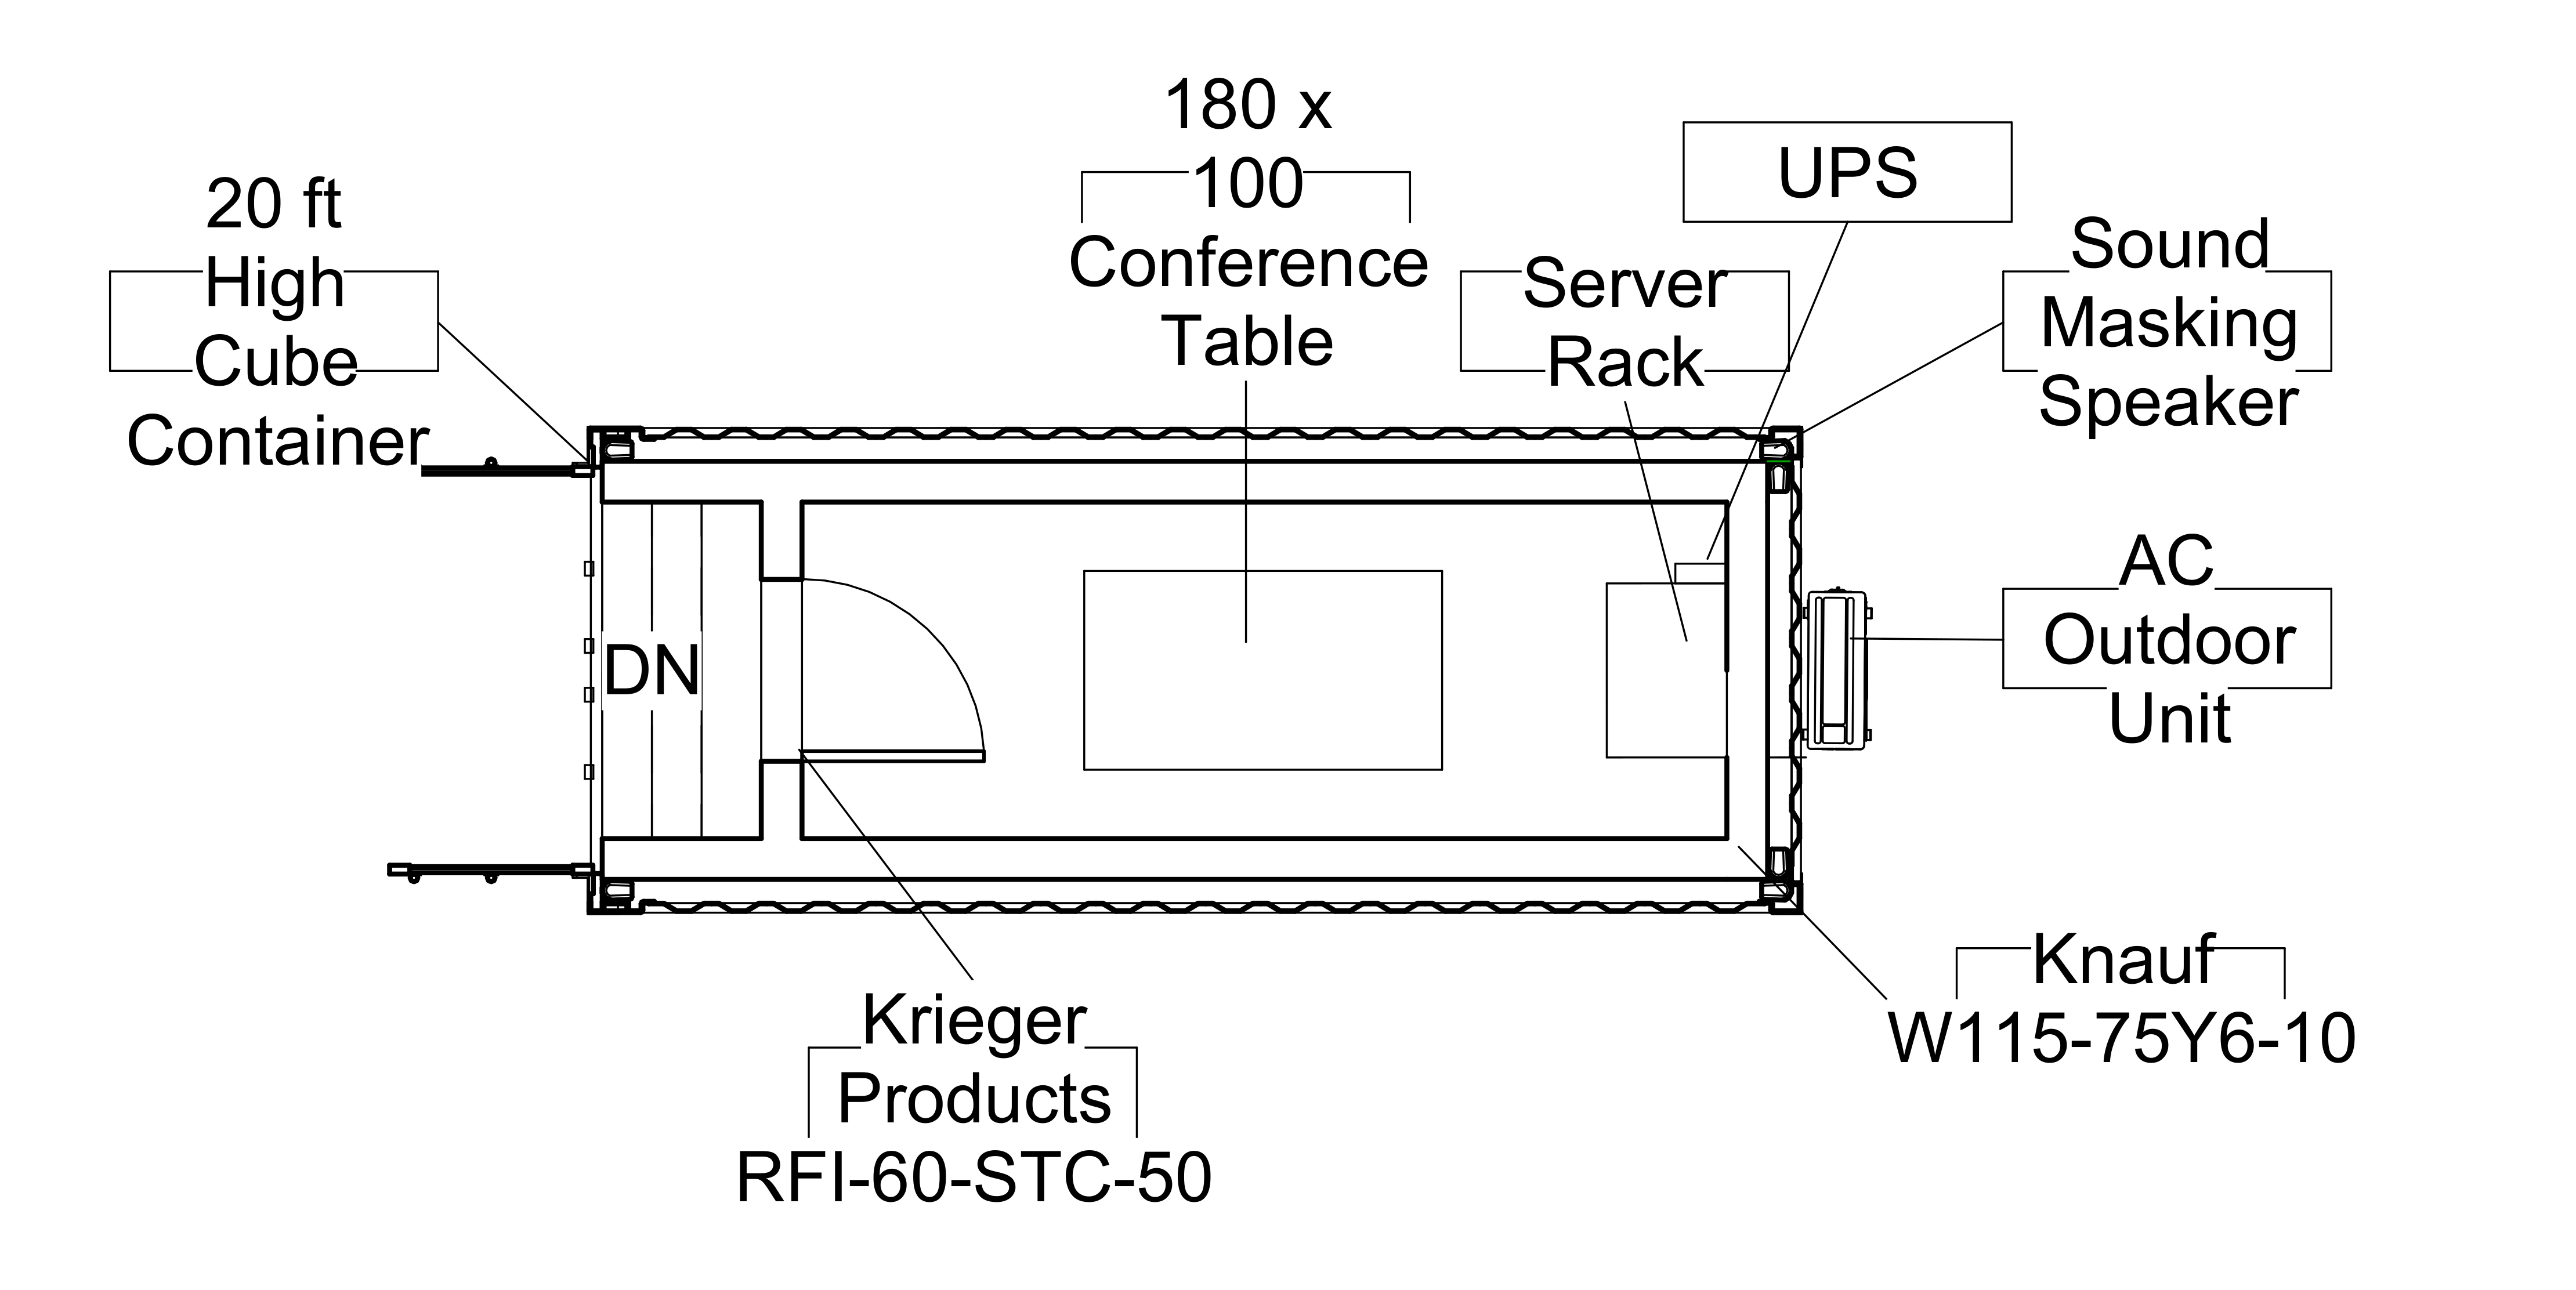 180 x
100
Conference
Table
UPS
20 ft
High
Cube
Container
Server
Rack
Sound
Masking
Speaker
AC
Outdoor
Unit
DN
Knauf
W115-75Y6-10
Krieger
Products
RFI-60-STC-50